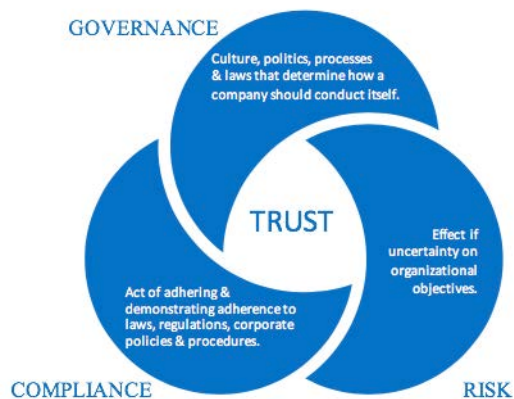 GOVERNANCE
Culture, politics, processes
& laws that determine how a
company should conduct itself.
TRUST
Effect if
uncertainty on
organizational
objectives.
Act of adhering &
demonstrating adherence to
laws, regulations, corporate
policies & procedures.
COMPLIANCE
RISK